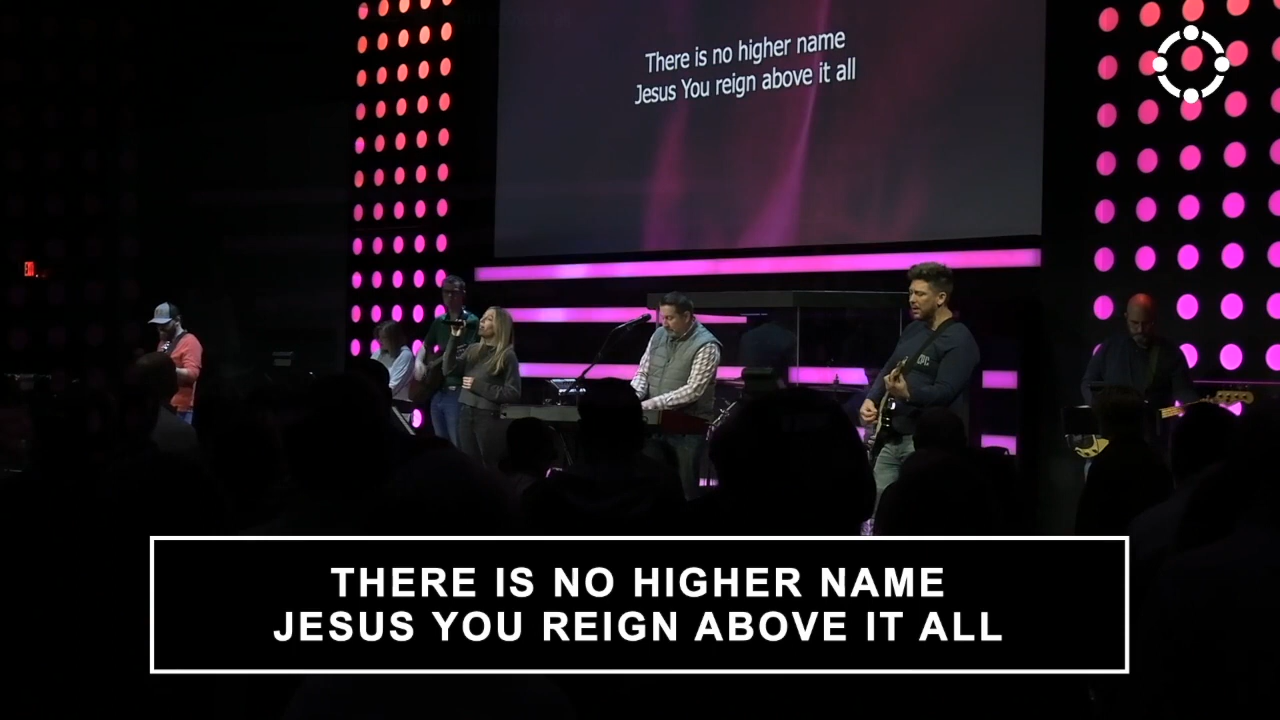 There is no higher name
Jesus You reign above it all
THERE IS NO HIGHER NAME
JESUS YOU REIGN ABOVE IT ALL